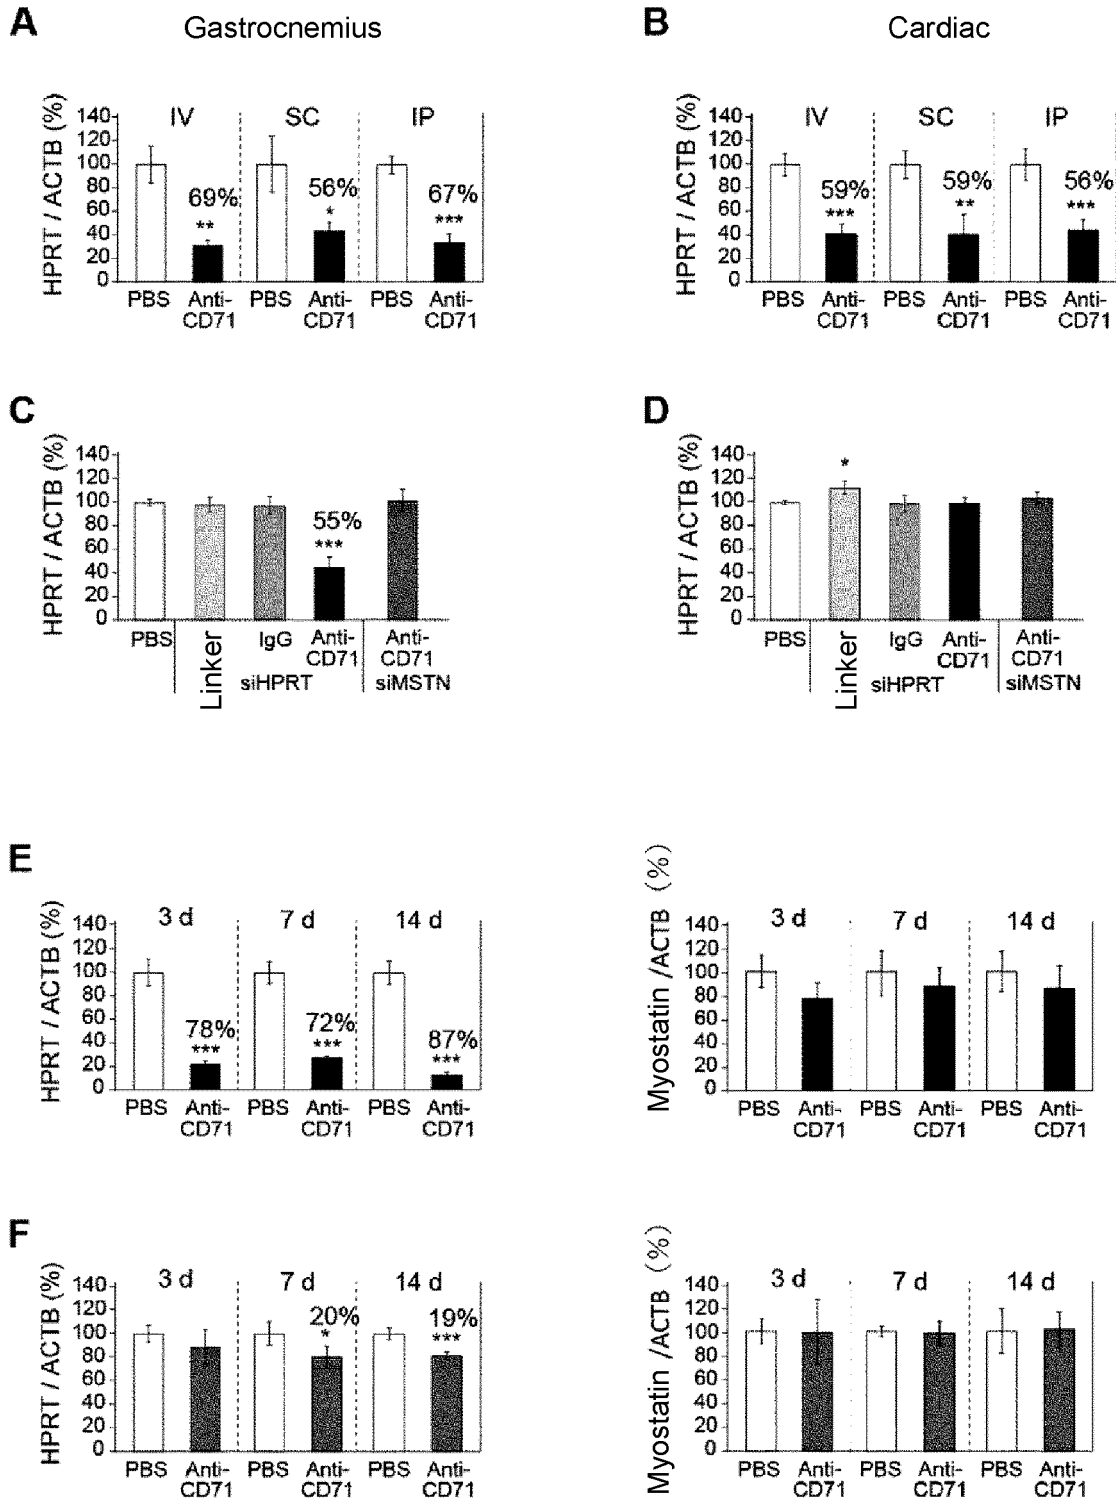 A
Gastrocnemius
HPRT / ACTB (%)
140
120
100
80
60
40
20
0
IV
SC
IP
69%
**
56%
*
67%
***
PBS Anti-CD71 PBS Anti-CD71 PBS Anti-CD71
B
Cardiac
HPRT / ACTB (%)
140
120
100
80
60
40
20
0
IV
SC
IP
59%
***
59%
**
56%
***
PBS Anti-CD71 PBS Anti-CD71 PBS Anti-CD71
C
HPRT / ACTB (%)
140
120
100
80
60
40
20
0
55%
***
PBS Linker IgG Anti-CD71 Anti-CD71
siHPRT siMSTN
D
HPRT / ACTB (%)
140
120
100
80
60
40
20
0
*
PBS Linker IgG Anti-CD71 Anti-CD71
siHPRT siMSTN
E
HPRT / ACTB (%)
140
120
100
80
60
40
20
0
3 d
7 d
14 d
78%
***
72%
***
87%
***
PBS Anti-CD71 PBS Anti-CD71 PBS Anti-CD71
Myostatin /ACTB (%)
140
120
100
80
60
40
20
0
3 d
7 d
14 d
PBS Anti-CD71 PBS Anti-CD71 PBS Anti-CD71
F
HPRT / ACTB (%)
140
120
100
80
60
40
20
0
3 d
7 d
14 d
20%
*
19%
***
PBS Anti-CD71 PBS Anti-CD71 PBS Anti-CD71
Myostatin /ACTB (%)
140
120
100
80
60
40
20
0
3 d
7 d
14 d
PBS Anti-CD71 PBS Anti-CD71 PBS Anti-CD71